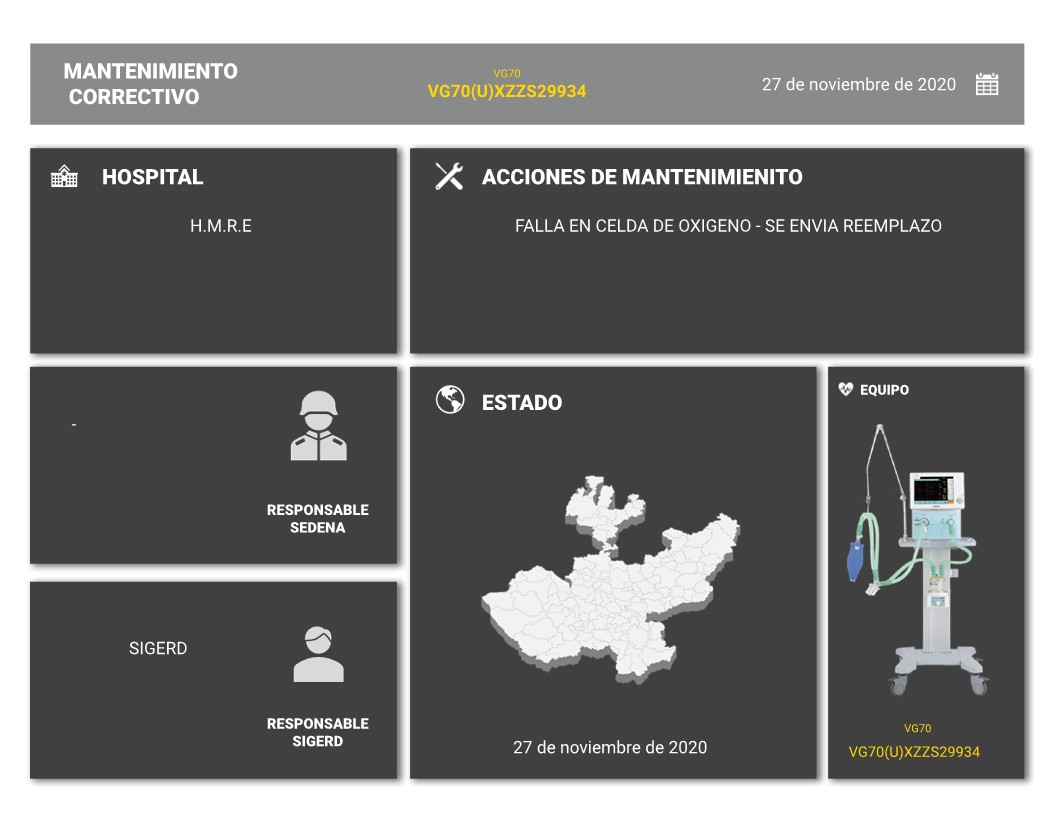 MANTENIMIENTO
CORRECTIVO
VG70
VG70(U)XZZS29934
27 de noviembre de 2020
HOSPITAL
H.M.R.E
ACCIONES DE MANTENIMIENITO
FALLA EN CELDA DE OXIGENO - SE ENVIA REEMPLAZO
-
RESPONSABLE
SEDENA
SIGERD
RESPONSABLE
SIGERD
ESTADO
27 de noviembre de 2020
EQUIPO
VG70
VG70(U)XZZS29934